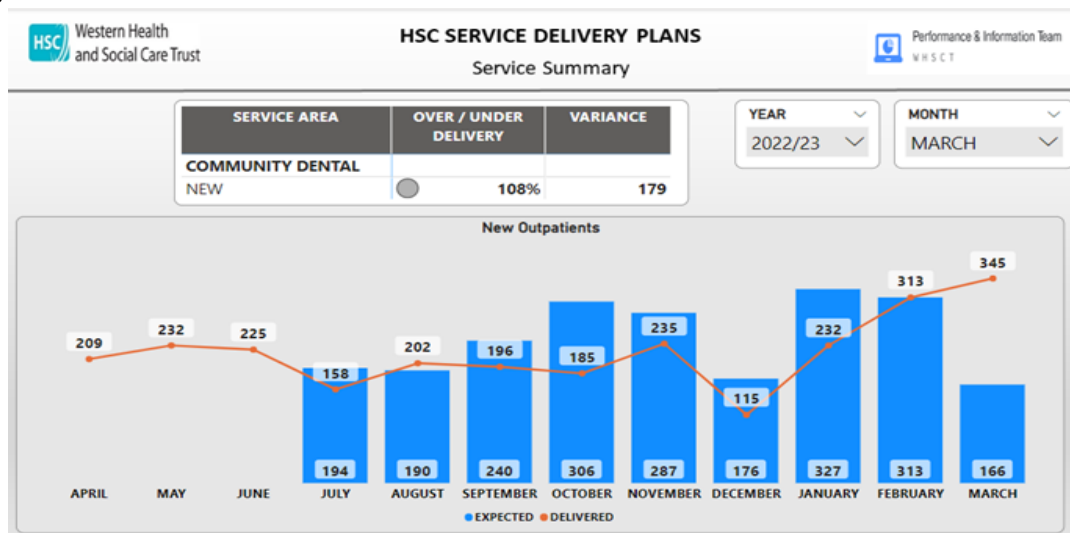 HSC
Western Health
and Social Care Trust
HSC SERVICE DELIVERY PLANS
Service Summary
Performance & Information Team
WHSCT
SERVICE AREA OVER / UNDER DELIVERY VARIANCE
COMMUNITY DENTAL
NEW 108% 179
YEAR
2022/23
MONTH
MARCH
New Outpatients
209 232 225 158 202 196 185 235 115 232 313 345
194 190 240 306 287 176 327 313 166
APRIL MAY JUNE JULY AUGUST SEPTEMBER OCTOBER NOVEMBER DECEMBER JANUARY FEBRUARY MARCH
EXPECTED DELIVERED